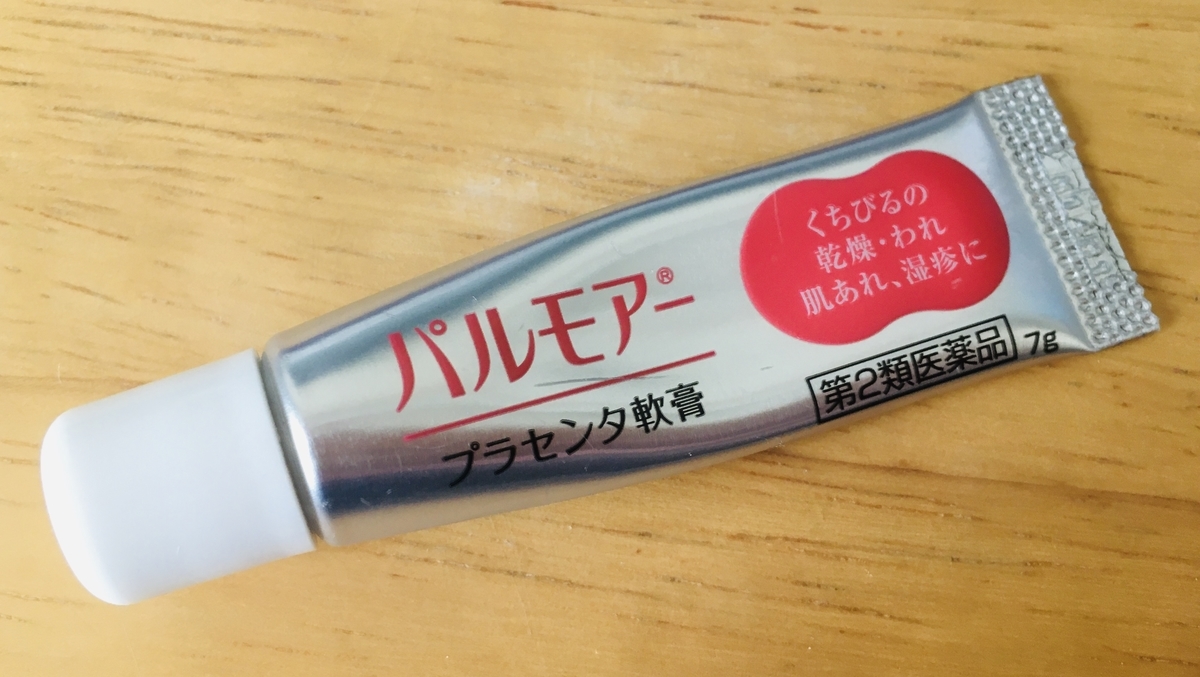 パルモアー®
プラセンタ軟膏
くちびるの
乾燥・われ
肌あれ、湿疹に
第2類医薬品 7g